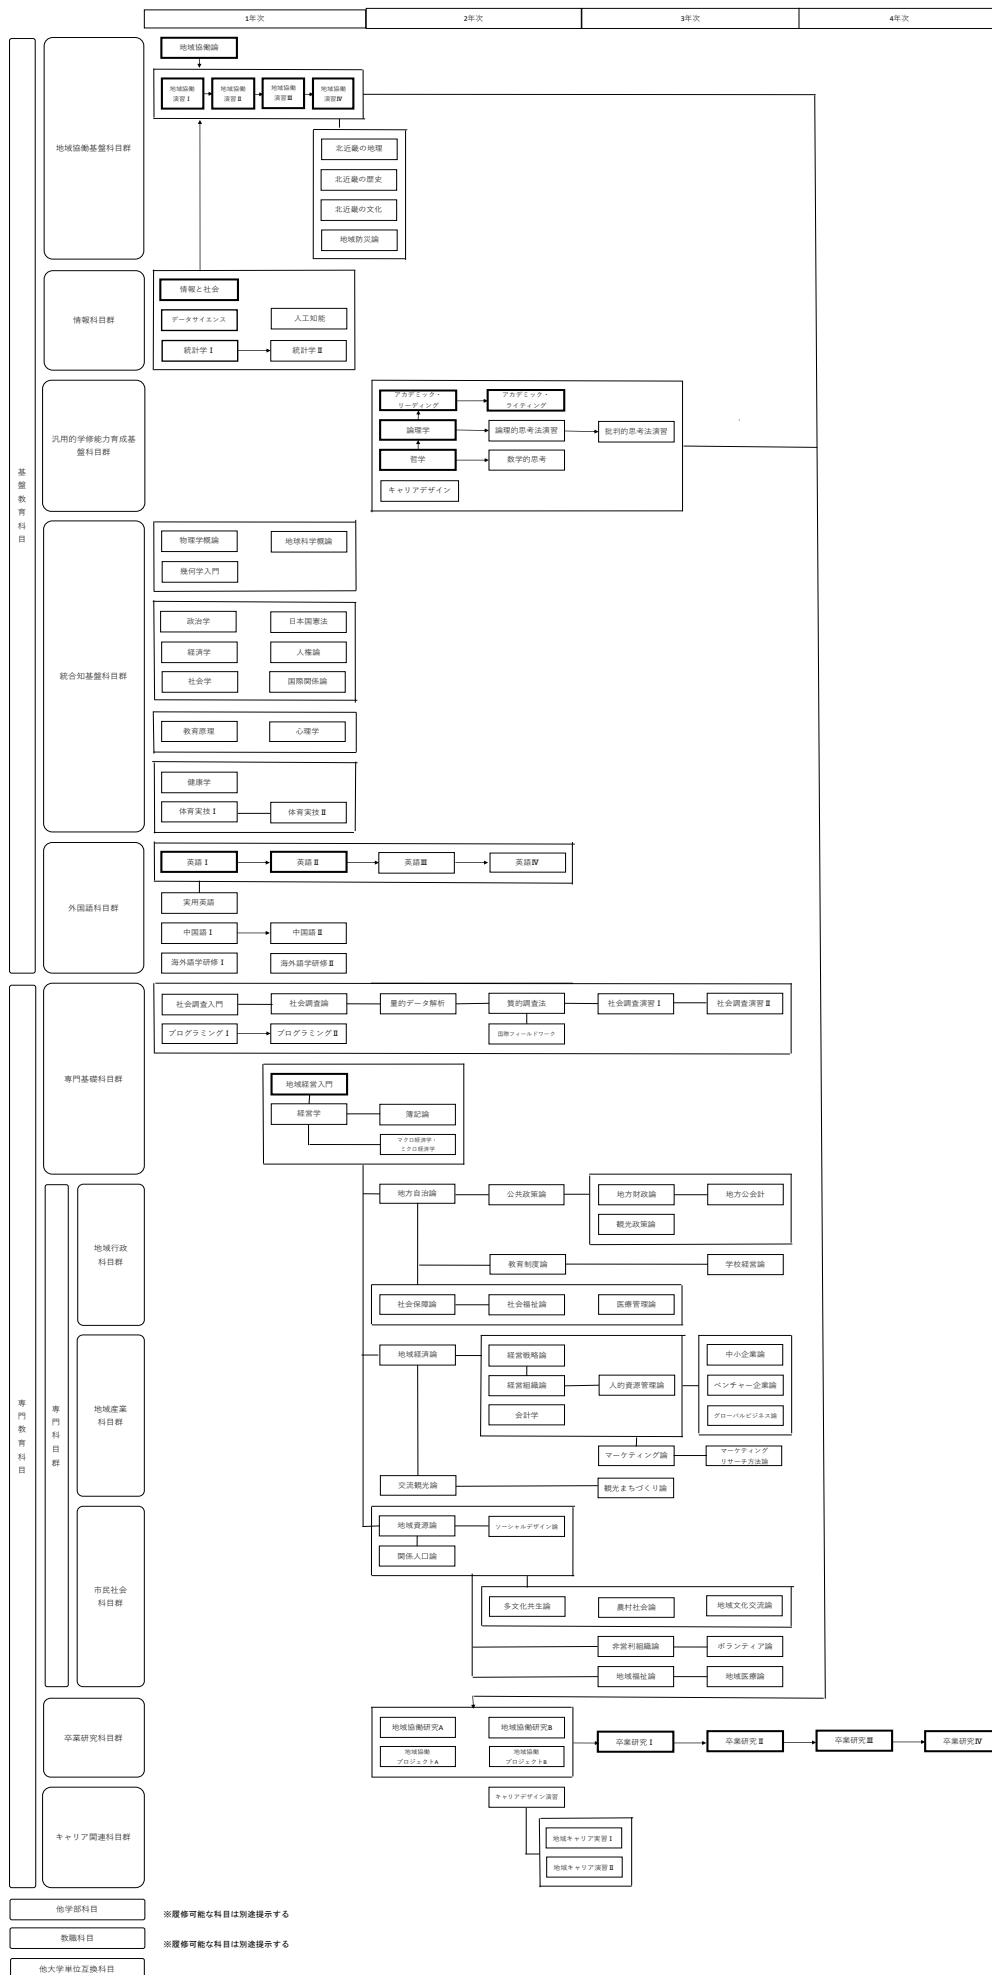 1年次
2年次
3年次
4年次
基盤教育科目
地域協働基盤科目群
地域協働論
地域協働
演習Ⅰ
地域協働
演習Ⅱ
地域協働
演習Ⅲ
地域協働
演習Ⅳ
北近畿の地理
北近畿の歴史
北近畿の文化
地域防災論
情報科目群
情報と社会
データサイエンス
人工知能
統計学Ⅰ
統計学Ⅱ
汎用的学修能力育成基
盤科目群
アカデミック・
リーディング
アカデミック・
ライティング
論理学
論理的思考法演習
批判的思考法演習
哲学
数学的思考
キャリアデザイン
統合知基盤科目群
物理学概論
地球科学概論
幾何学入門
政治学
日本国憲法
経済学
人権論
社会学
国際関係論
教育原理
心理学
健康学
体育実技Ⅰ
体育実技Ⅱ
外国語科目群
英語Ⅰ
英語Ⅱ
英語Ⅲ
英語Ⅳ
実用英語
中国語Ⅰ
中国語Ⅱ
海外語学研修Ⅰ
海外語学研修Ⅱ
専門教育科目
専門基礎科目群
社会調査入門
社会調査論
量的データ解析
質的調査法
社会調査演習Ⅰ
社会調査演習Ⅱ
プログラミングⅠ
プログラミングⅡ
国際フィールドワーク
地域経営入門
経営学
簿記論
マクロ経済学・
ミクロ経済学
専門科目群
地域行政
科目群
地方自治論
公共政策論
地方財政論
地方公会計
観光政策論
教育制度論
学校経営論
社会保障論
社会福祉論
医療管理論
地域産業
科目群
地域経済論
経営戦略論
経営組織論
人的資源管理論
会計学
中小企業論
ベンチャー企業論
グローバルビジネス論
マーケティング論
マーケティング
リサーチ方法論
交流観光論
観光まちづくり論
市民社会
科目群
地域資源論
ソーシャルデザイン論
関係人口論
多文化共生論
農村社会論
地域文化交流論
非営利組織論
ボランティア論
地域福祉論
地域医療論
卒業研究科目群
地域協働研究A
地域協働研究B
地域協働
プロジェクトA
地域協働
プロジェクトB
卒業研究Ⅰ
卒業研究Ⅱ
卒業研究Ⅲ
卒業研究Ⅳ
キャリア関連科目群
キャリアデザイン演習
地域キャリア実習Ⅰ
地域キャリア演習Ⅱ
他学部科目
※履修可能な科目は別途提示する
教職科目
※履修可能な科目は別途提示する
他大学単位互換科目